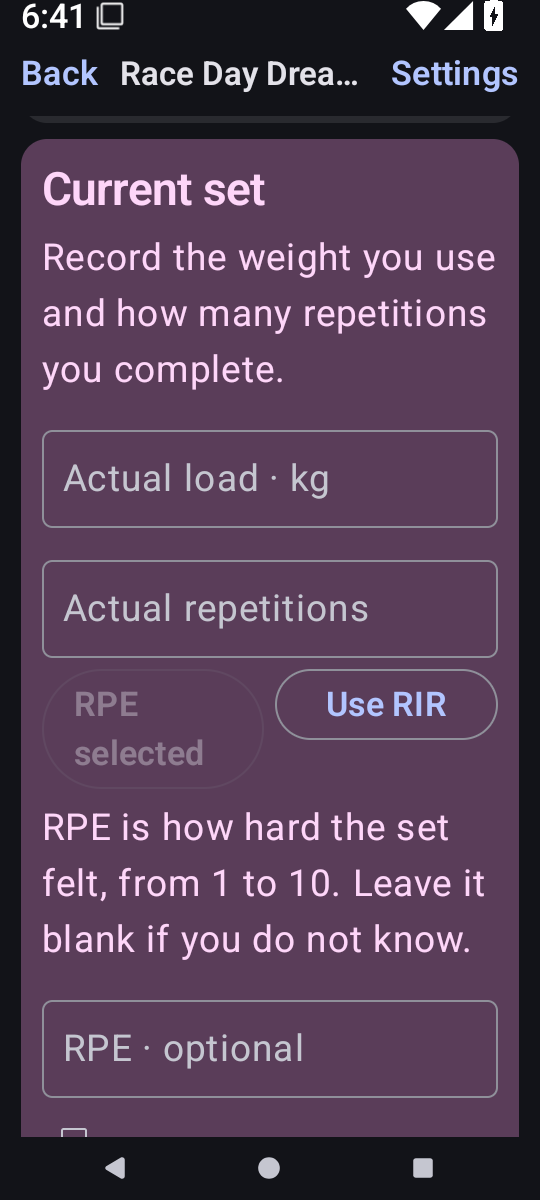 6:41
Back Race Day Drea... Settings
Current set
Record the weight you use
and how many repetitions
you complete.
Actual load · kg
Actual repetitions
RPE
selected
Use RIR
RPE is how hard the set
felt, from 1 to 10. Leave it
blank if you do not know.
RPE · optional